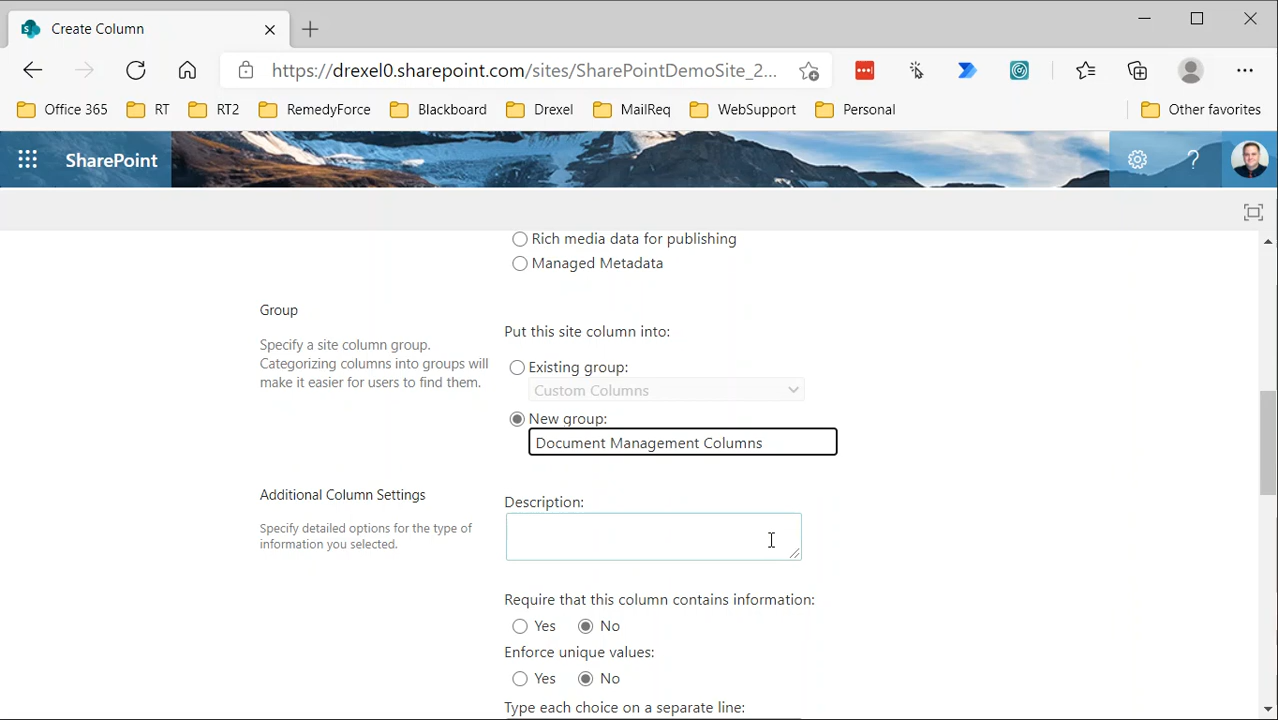 Create Column
https://drexel0.sharepoint.com/sites/SharePointDemoSite_2...
Office 365
RT
RT2
RemedyForce
Blackboard
Drexel
MailReq
WebSupport
Personal
Other favorites
SharePoint
Rich media data for publishing
Managed Metadata
Group
Specify a site column group.
Categorizing columns into groups will
make it easier for users to find them.
Put this site column into:
Existing group:
Custom Columns
New group:
Document Management Columns
Additional Column Settings
Specify detailed options for the type of
information you selected.
Description:
Require that this column contains information:
Yes No
Enforce unique values:
Yes No
Type each choice on a separate line: